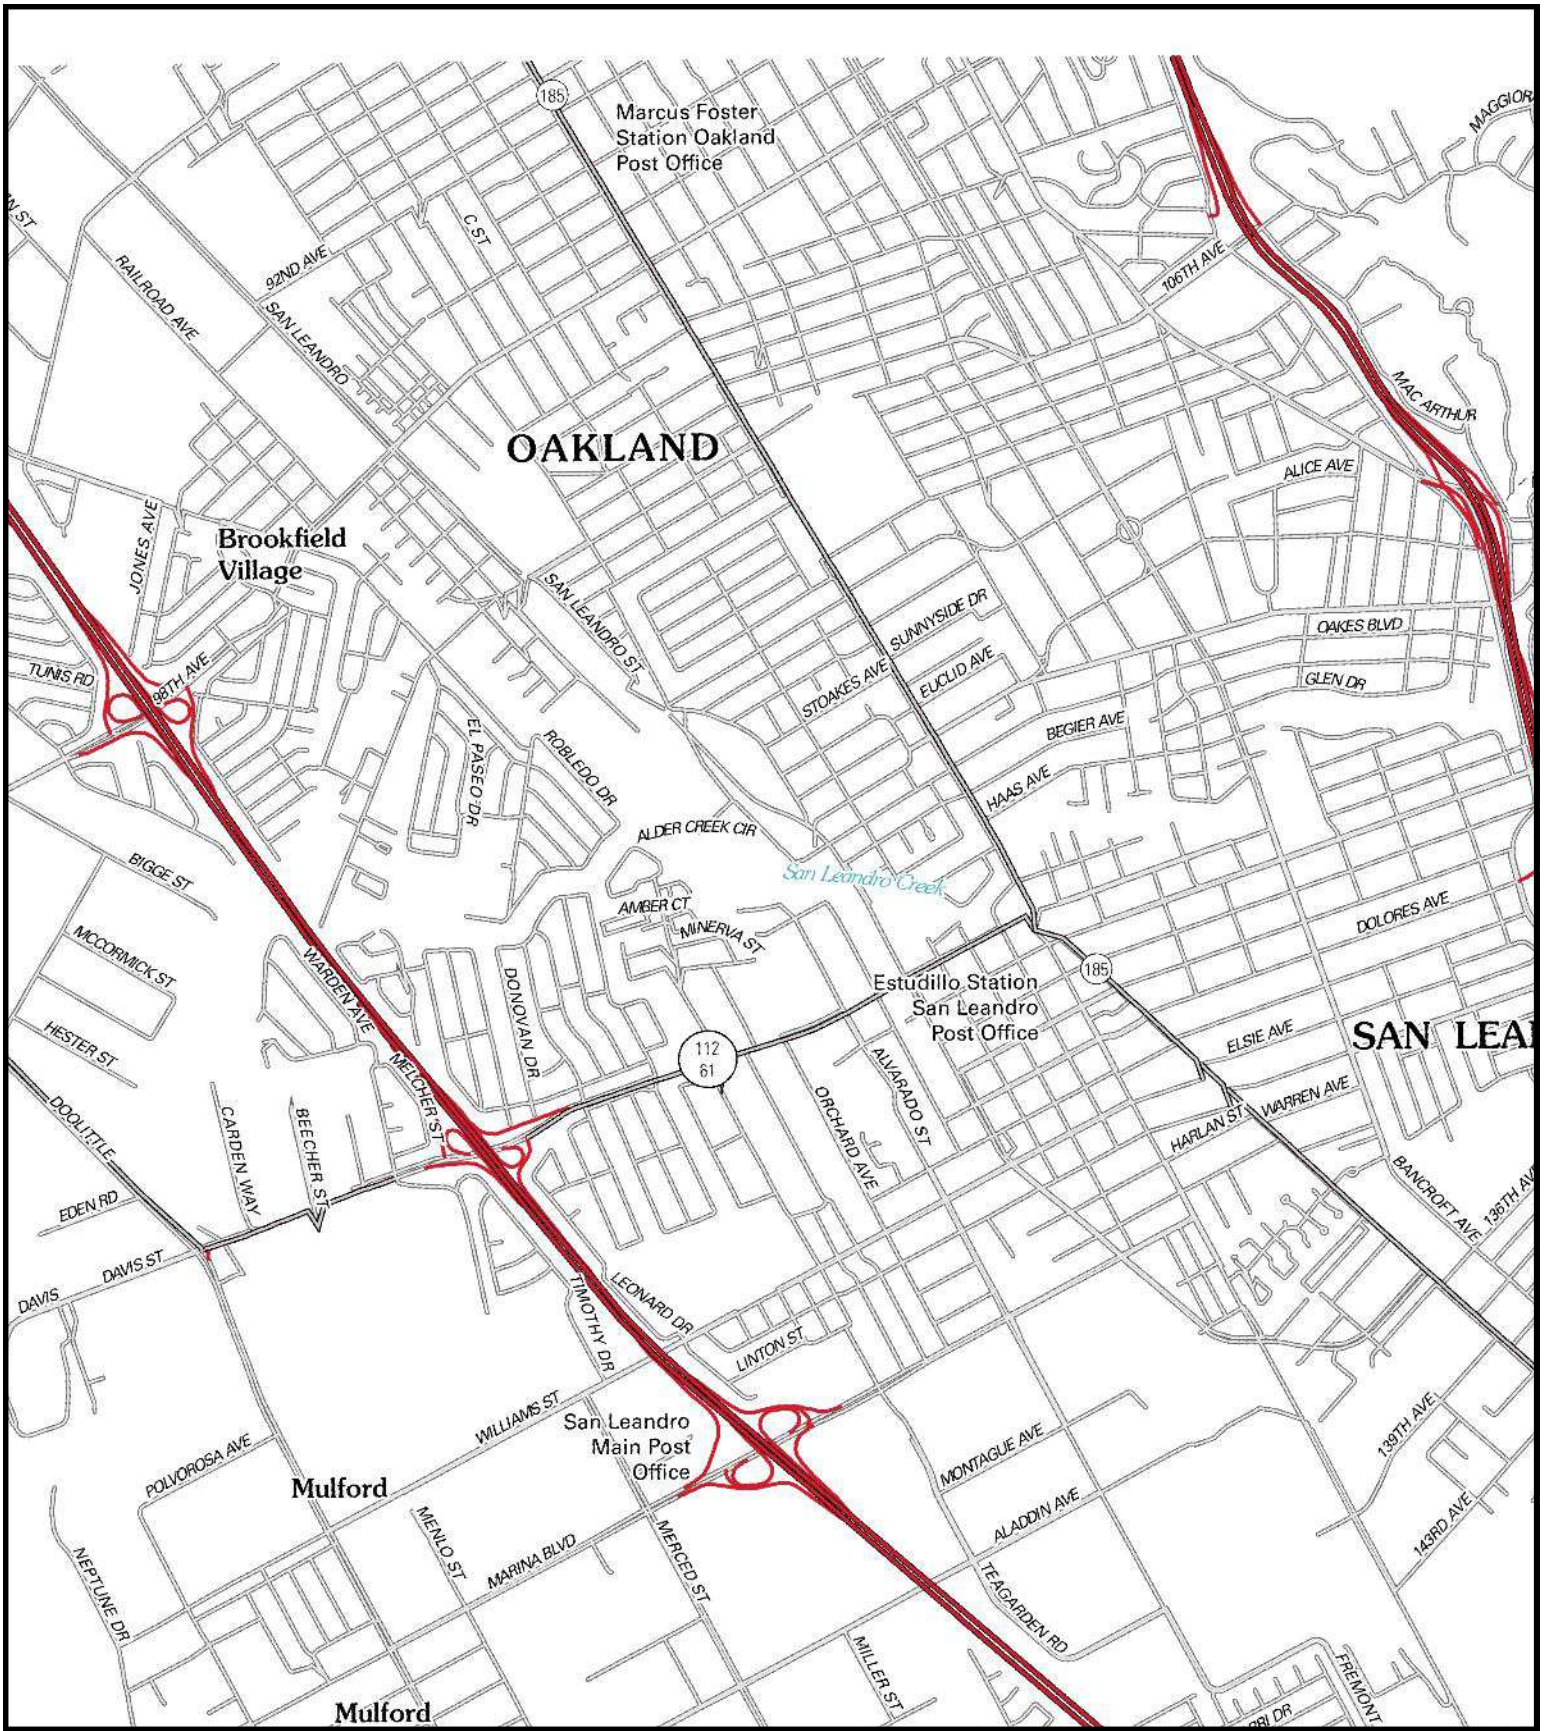 185
Marcus Foster
Station Oakland
Post Office
MAGGIOR
N ST
C ST
92ND AVE
RAILROAD AVE
106TH AVE
SAN LEANDRO
MAC ARTHUR
OAKLAND
ALICE AVE
JONES AVE
Brookfield
Village
SAN LEANDRO ST
SUNNYSIDE DR
OAKES BLVD
TUNIS RD
98TH AVE
STOAKES AVE
EUCLID AVE
GLEN DR
EL PASEO DR
ROBLEDO DR
BEGIER AVE
HAAS AVE
ALDER CREEK CIR
BIGGE ST
San Leandro Creek
AMBER CT
MINERVA ST
DOLORES AVE
MCCORMICK ST
WARDEN AVE
DONOVAN DR
185
Estudillo Station
San Leandro
Post Office
HESTER ST
MELCHER ST
112
61
ALVARADO ST
ELSIE AVE
SAN LEA
DOOLITTLE
CARDEN WAY
BEECHER ST
ORCHARD AVE
HARLAN ST
WARREN AVE
EDEN RD
BANCROFT AVE
136TH AVE
DAVIS ST
DAVIS
TIMOTHY DR
LEONARD DR
LINTON ST
WILLIAMS ST
San Leandro
Main Post
Office
POLVOROSA AVE
MONTAGUE AVE
139TH AVE
Mulford
MENLO ST
MARINA BLVD
MERCED ST
ALADDIN AVE
143RD AVE
NEPTUNE DR
TEAGARDEN RD
MILLER ST
FREMONT
Mulford
RRI DR